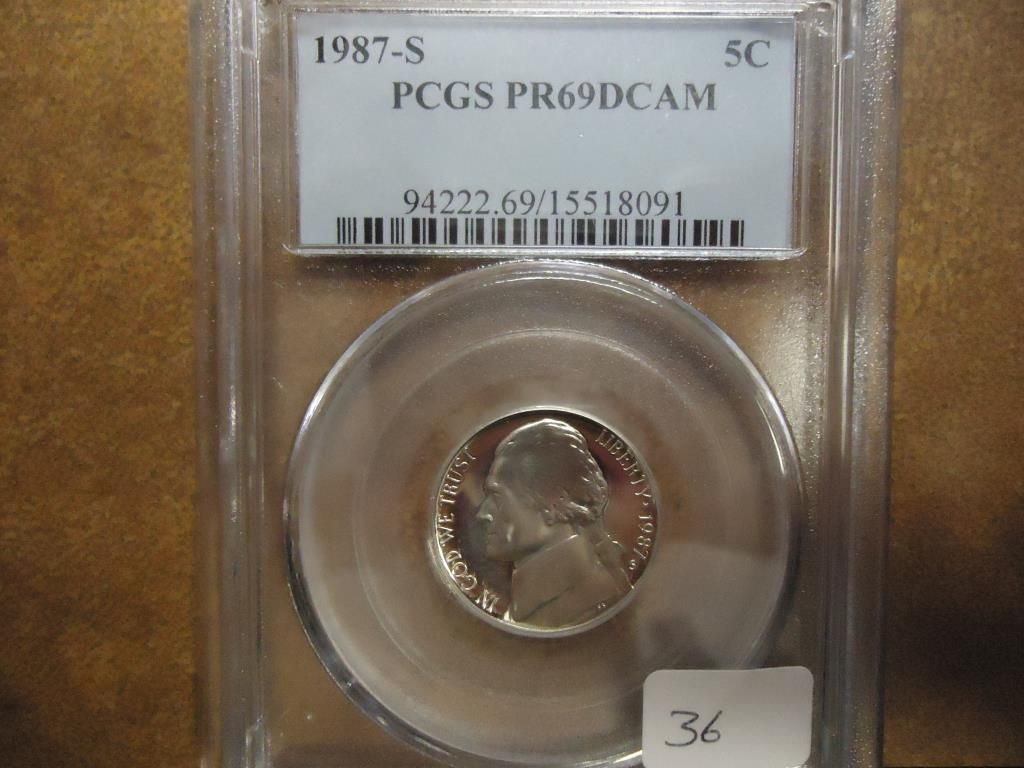 1987-S 5C
PCGS PR69DCAM
94222.69/15518091
IN GOD WE TRUST
LIBERTY 1987
S
36